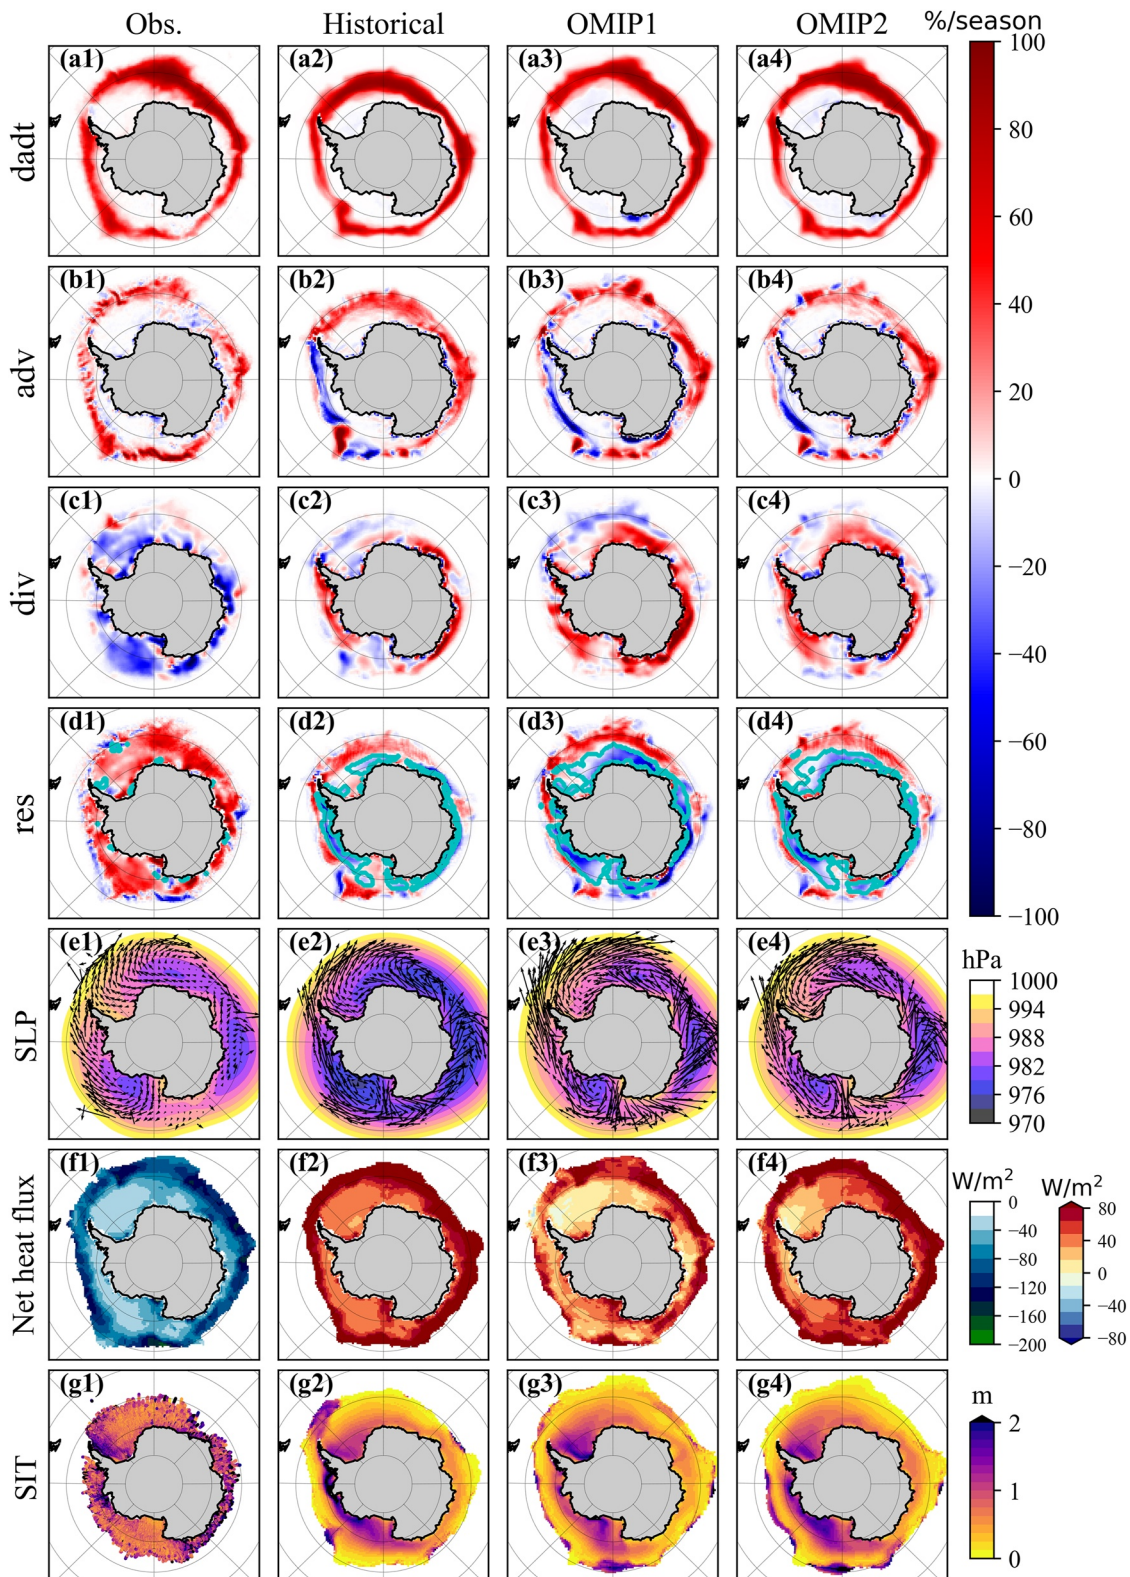 Obs. Historical OMIP1 OMIP2 %/season
dadt (a1) (a2) (a3) (a4)
adv (b1) (b2) (b3) (b4)
div (c1) (c2) (c3) (c4)
res (d1) (d2) (d3) (d4)
100
80
60
40
20
0
−20
−40
−60
−80
−100
SLP (e1) (e2) (e3) (e4)
hPa
1000
994
988
982
976
970
Net heat flux (f1) (f2) (f3) (f4)
W/m²
0
−40
−80
−120
−160
−200
W/m²
80
40
0
−40
−80
SIT (g1) (g2) (g3) (g4)
m
2
1
0